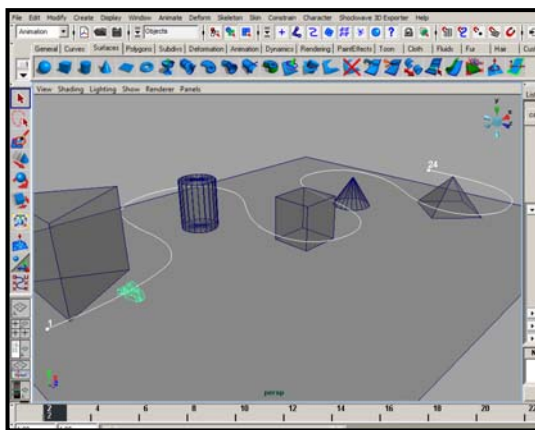 File Edit Modify Create Display Window Animate Deform Skeleton Skin Constrain Character Shockwave 3D Exporter Help
Animation Objects
General Curves Surfaces Polygons Subdivs Deformation Animation Dynamics Rendering PaintEffects Toon Cloth Fluids Fur Hair
View Shading Lighting Show Renderer Panels
24
1
persp
2 4 6 8 10 12 14 16 18 20 22